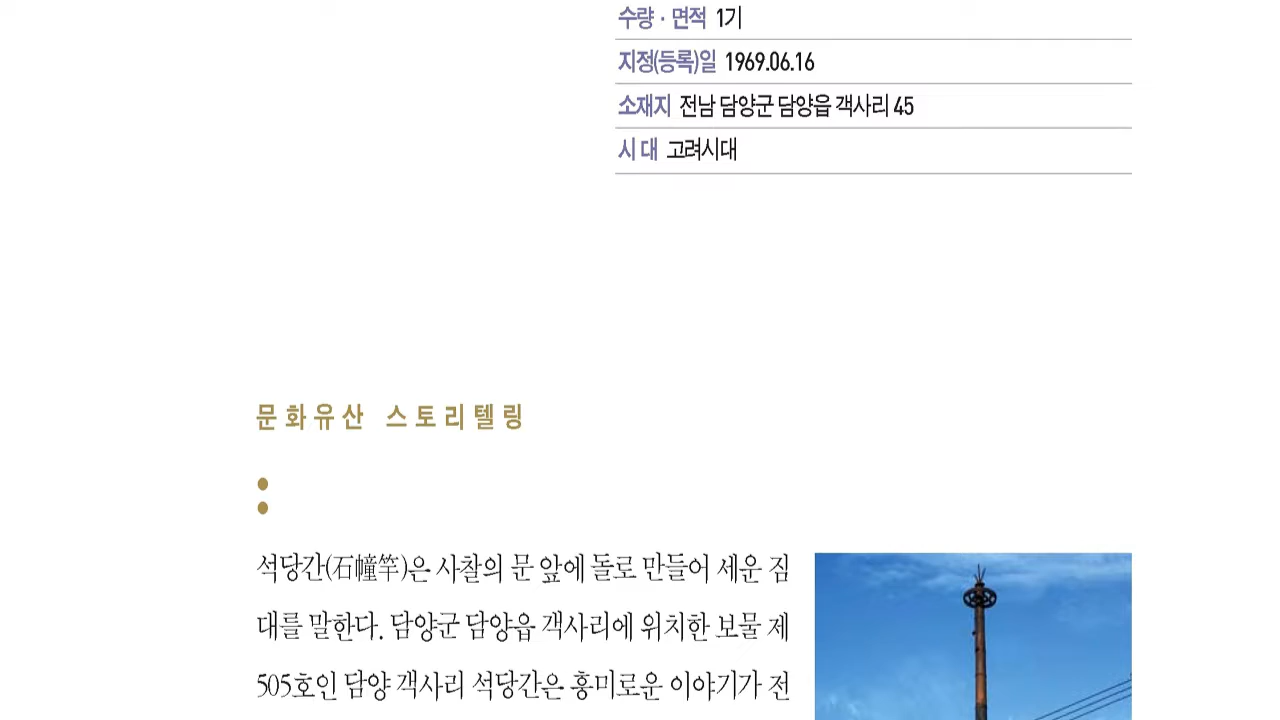 수량 · 면적 1기
지정(등록)일 1969.06.16
소재지 전남 담양군 담양읍 객사리 45
시 대 고려시대
문화유산 스토리텔링
석당간(石幢竿)은 사찰의 문 앞에 돌로 만들어 세운 짐
대를 말한다. 담양군 담양읍 객사리에 위치한 보물 제
505호인 담양 객사리 석당간은 흥미로운 이야기가 전